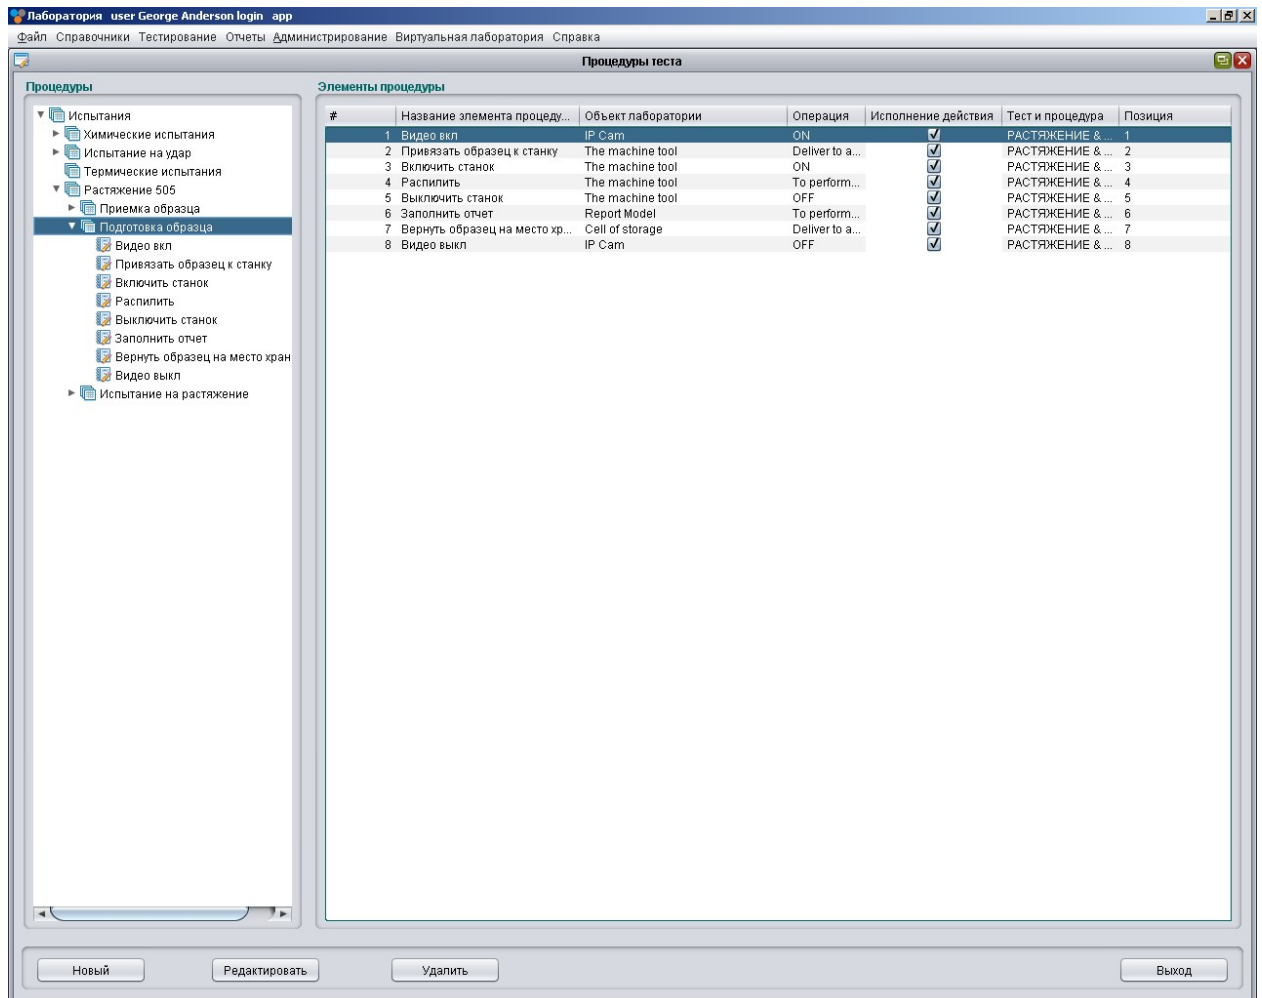 Лаборатория user George Anderson login app
Файл Справочники Тестирование Отчеты Администрирование Виртуальная лаборатория Справка
Процедуры теста
Процедуры
Испытания
Химические испытания
Испытание на удар
Термические испытания
Растяжение 505
Приемка образца
Подготовка образца
Видео вкл
Привязать образец к станку
Включить станок
Распилить
Выключить станок
Заполнить отчет
Вернуть образец на место хран
Видео выкл
Испытание на растяжение
Элементы процедуры
# Название элемента процеду... Объект лаборатории Операция Исполнение действия Тест и процедура Позиция
1 Видео вкл IP Cam ON РАСТЯЖЕНИЕ & ... 1
2 Привязать образец к станку The machine tool Deliver to a... РАСТЯЖЕНИЕ & ... 2
3 Включить станок The machine tool ON РАСТЯЖЕНИЕ & ... 3
4 Распилить The machine tool To perform... РАСТЯЖЕНИЕ & ... 4
5 Выключить станок The machine tool OFF РАСТЯЖЕНИЕ & ... 5
6 Заполнить отчет Report Model To perform... РАСТЯЖЕНИЕ & ... 6
7 Вернуть образец на место хр... Cell of storage Deliver to a... РАСТЯЖЕНИЕ & ... 7
8 Видео выкл IP Cam OFF РАСТЯЖЕНИЕ & ... 8
Новый Редактировать Удалить Выход